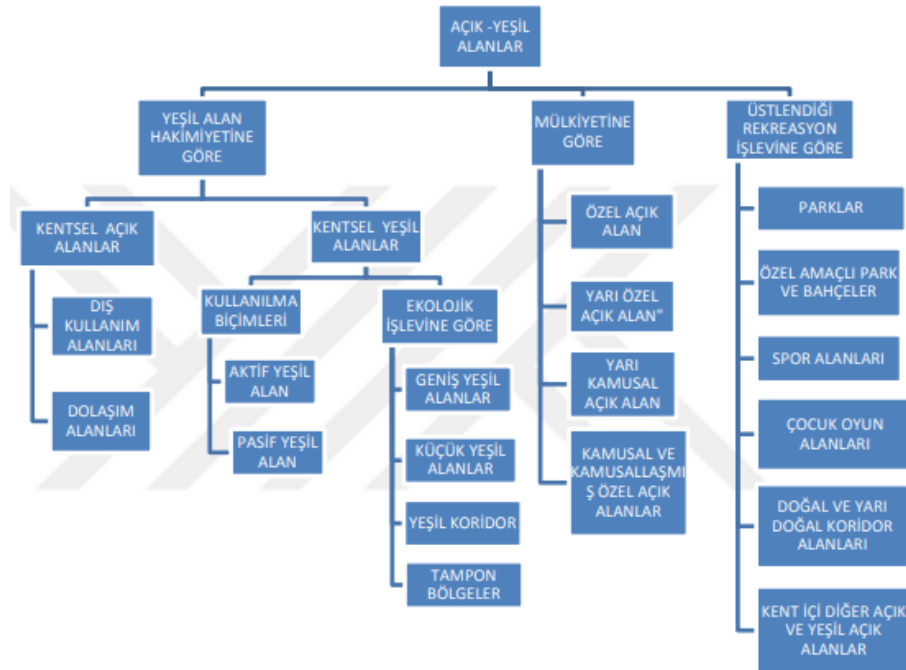 AÇIK -YEŞİL
ALANLAR
YEŞİL ALAN
HAKİMİYETİNE
GÖRE
KENTSEL AÇIK
ALANLAR
DIŞ
KULLANIM
ALANLARI
DOLAŞIM
ALANLARI
KENTSEL YEŞİL
ALANLAR
KULLANILMA
BİÇİMLERİ
AKTİF YEŞİL
ALAN
PASİF YEŞİL
ALAN
EKOLOJİK
İŞLEVİNE GÖRE
GENİŞ YEŞİL
ALANLAR
KÜÇÜK YEŞİL
ALANLAR
YEŞİL KORİDOR
TAMPON
BÖLGELER
MÜLKİYETİNE
GÖRE
ÖZEL AÇIK
ALAN
YARI ÖZEL
AÇIK ALAN"
YARI
KAMUSAL
AÇIK ALAN
KAMUSAL VE
KAMUSALLAŞMI
Ş ÖZEL AÇIK
ALANLAR
ÜSTLENDİĞİ
REKREASYON
İŞLEVİNE GÖRE
PARKLAR
ÖZEL AMAÇLI PARK
VE BAHÇELER
SPOR ALANLARI
ÇOCUK OYUN
ALANLARI
DOĞAL VE YARI
DOĞAL KORİDOR
ALANLARI
KENT İÇİ DİĞER AÇIK
VE YEŞİL AÇIK
ALANLAR